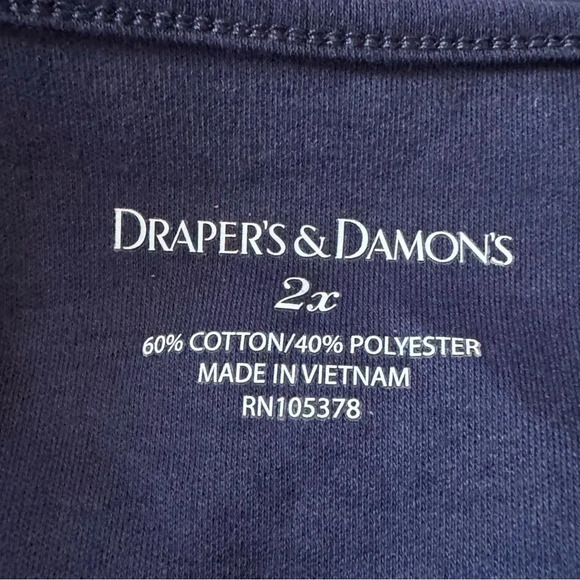 DRAPER'S & DAMON'S
2x
60% COTTON/40% POLYESTER
MADE IN VIETNAM
RN105378